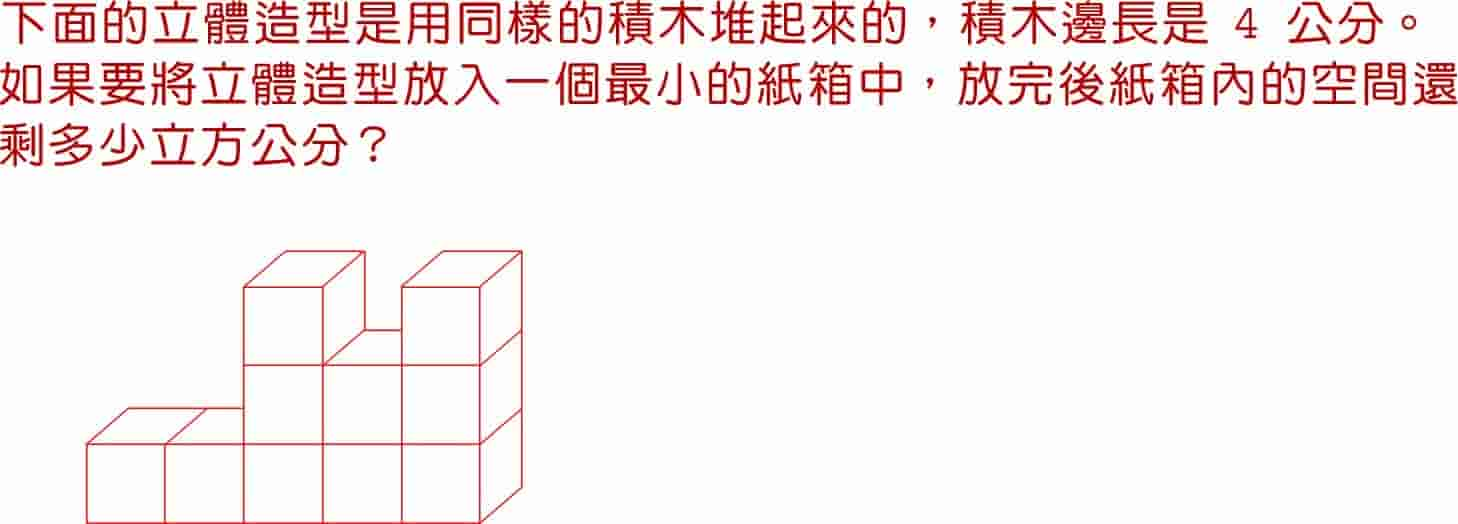 下面的立體造型是用同樣的積木堆起來的，積木邊長是 4 公分。
如果要將立體造型放入一個最小的紙箱中，放完後紙箱內的空間還
剩多少立方公分？